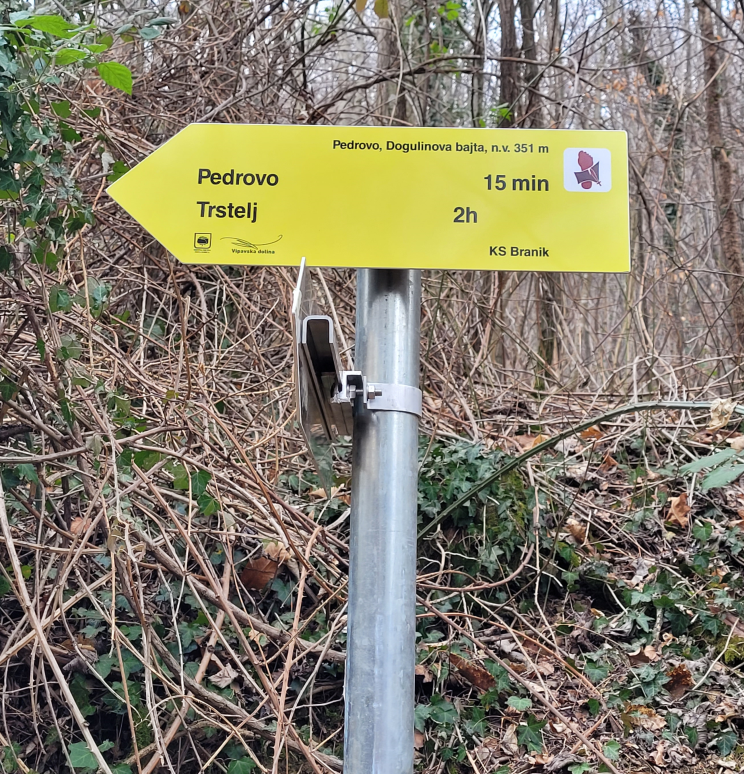 Pedrovo, Dogulinova bajta, n.v. 351 m
Pedrovo 15 min
Trstelj 2h
Vipavska dolina
KS Branik